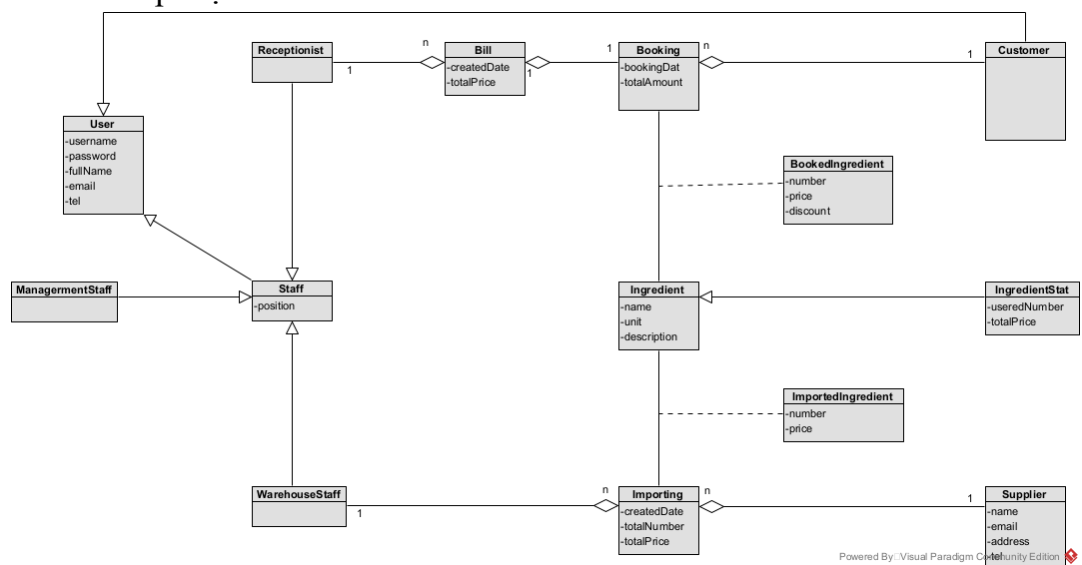 n
1
n
Receptionist
Bill
Booking
Customer
1
1
1
-createdDate
-totalPrice
-bookingDat
-totalAmount
User
-username
-password
-fullName
-email
-tel
BookedIngredient
-number
-price
-discount
ManagermentStaff
Staff
-position
Ingredient
-name
-unit
-description
IngredientStat
-useredNumber
-totalPrice
ImportedIngredient
-number
-price
WarehouseStaff
1
n
Importing
-createdDate
-totalNumber
-totalPrice
n
1
Supplier
-name
-email
-address
-tel
Powered By Visual Paradigm Community Edition